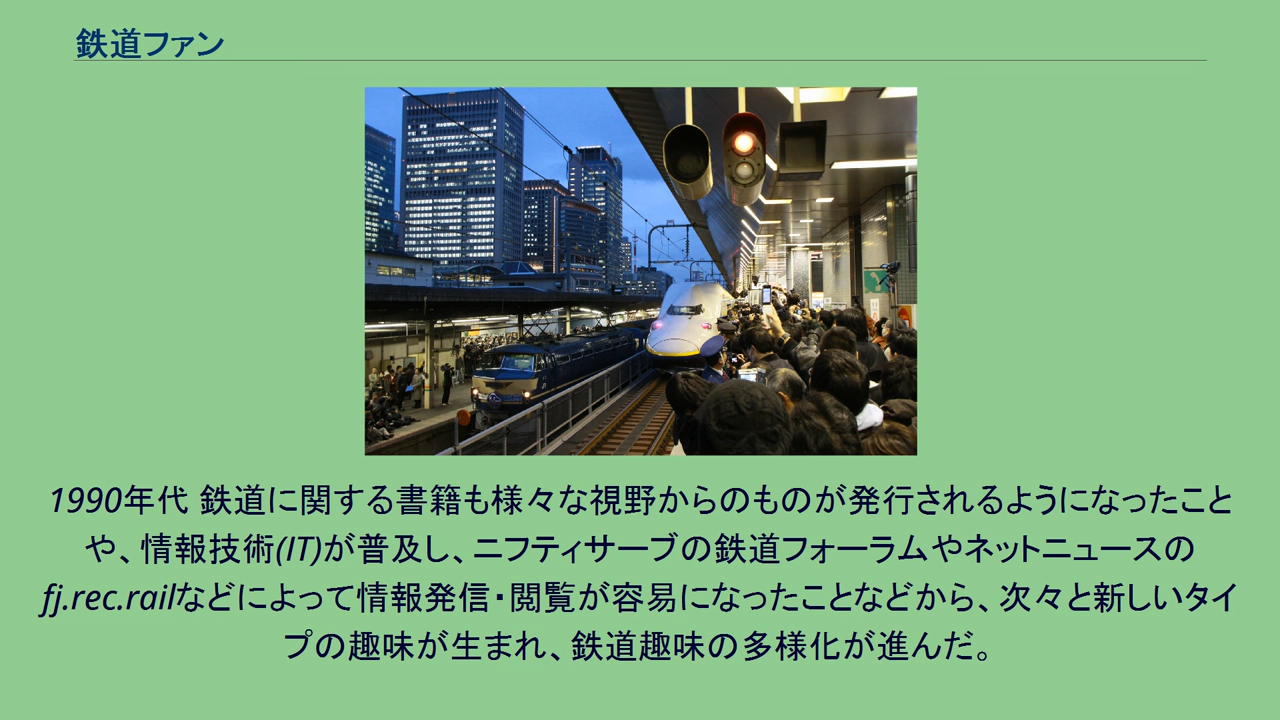 鉄道ファン
1990年代 鉄道に関する書籍も様々な視野からのものが発行されるようになったこと
や、情報技術(IT)が普及し、ニフティサーブの鉄道フォーラムやネットニュースの
fj.rec.railなどによって情報発信・閲覧が容易になったことなどから、次々と新しいタイ
プの趣味が生まれ、鉄道趣味の多様化が進んだ。